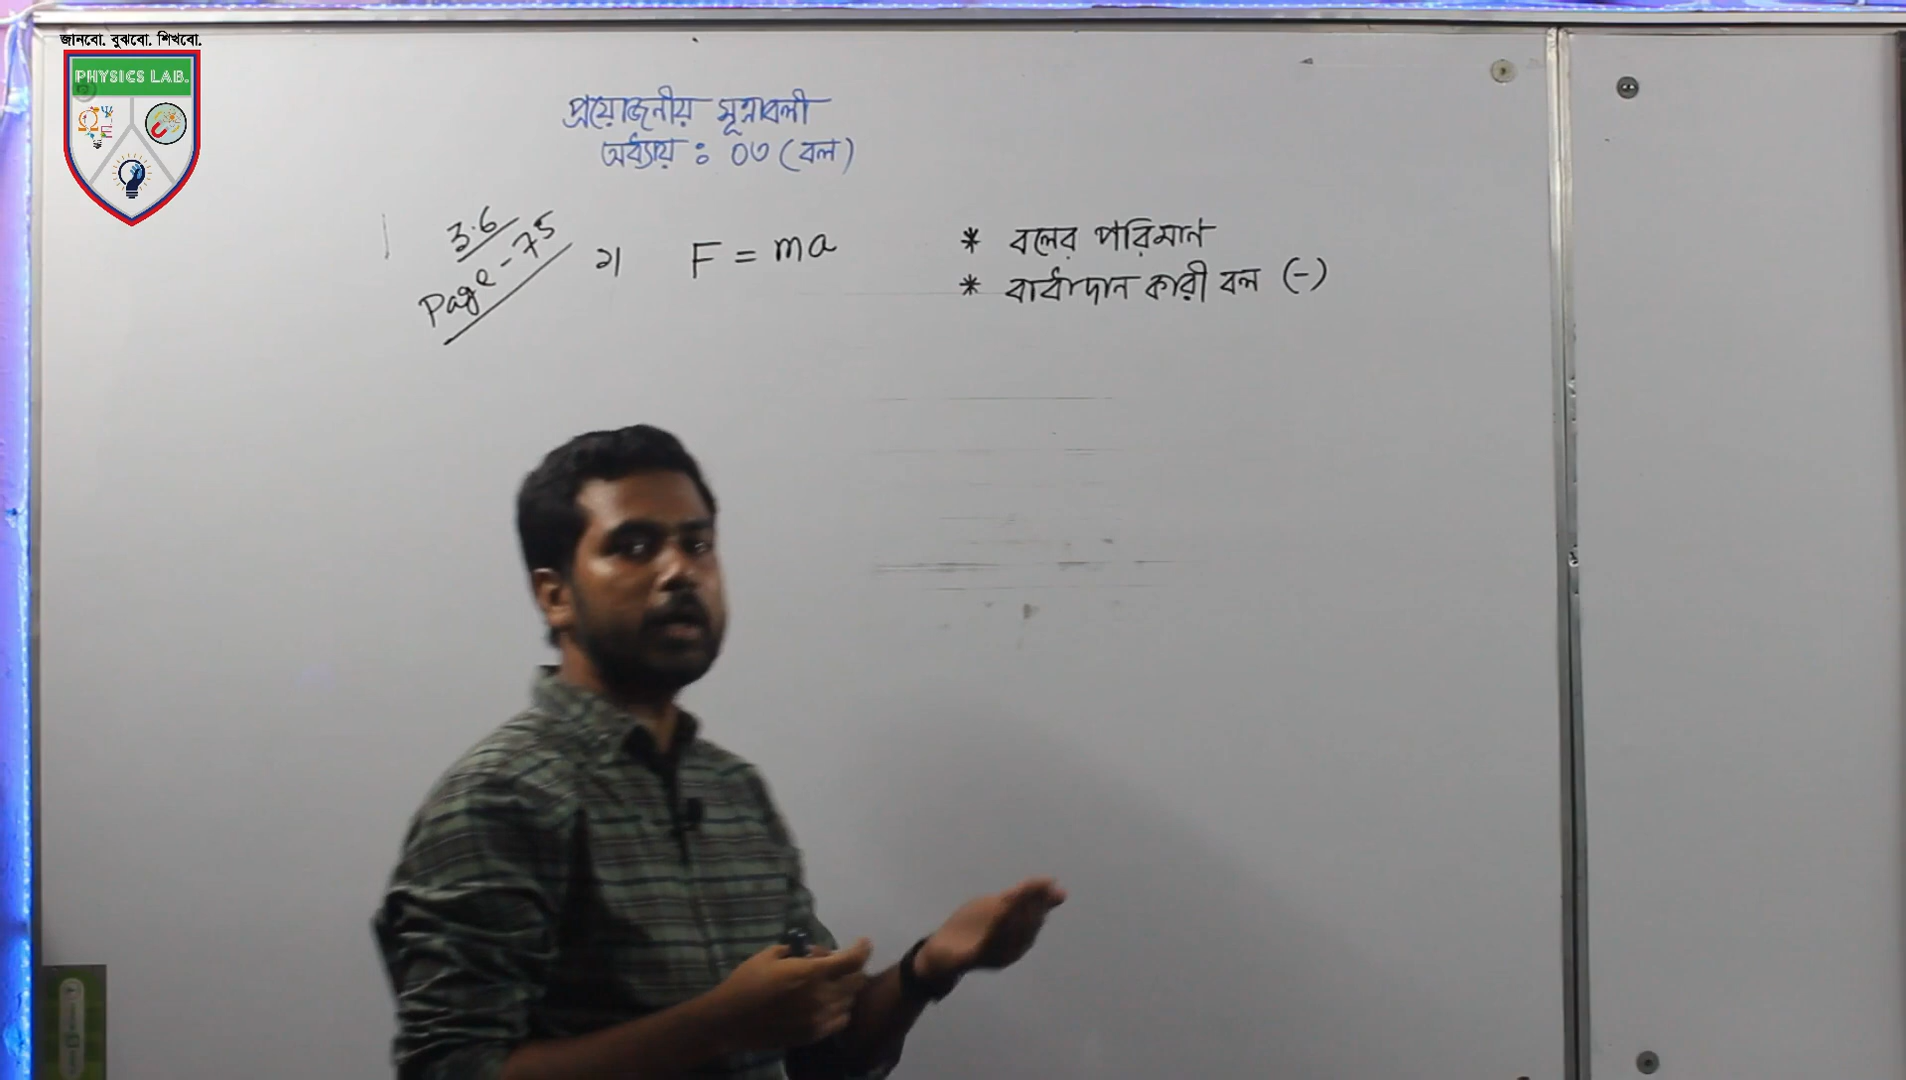 জানবো. বুঝবো. শিখবো.
PHYSICS LAB.
প্রয়োজনীয় সূত্রাবলী
অধ্যায় : ০৩ (বল)
3.6
Page - 75
১। F = ma
* বলের পরিমান
* বাধাদান কারী বল (-)